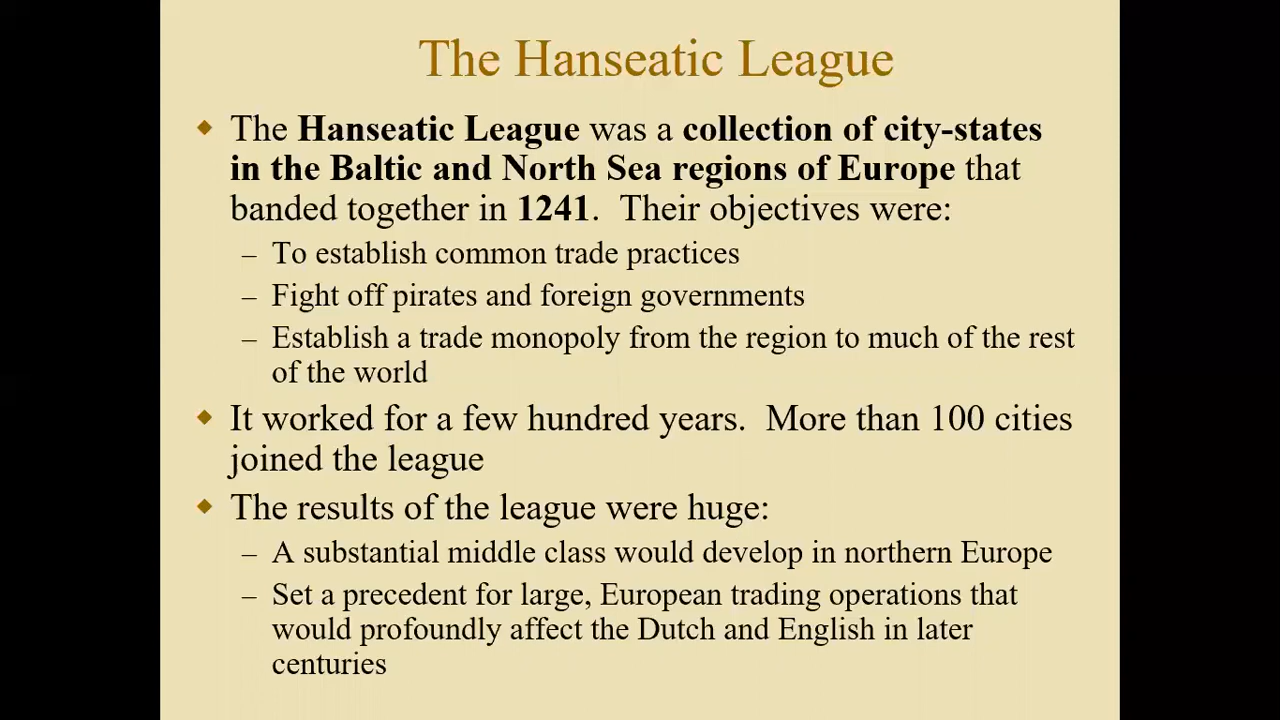 The Hanseatic League
◆ The Hanseatic League was a collection of city-states
in the Baltic and North Sea regions of Europe that
banded together in 1241.  Their objectives were:
– To establish common trade practices
– Fight off pirates and foreign governments
– Establish a trade monopoly from the region to much of the rest
of the world
◆ It worked for a few hundred years.  More than 100 cities
joined the league
◆ The results of the league were huge:
– A substantial middle class would develop in northern Europe
– Set a precedent for large, European trading operations that
would profoundly affect the Dutch and English in later
centuries